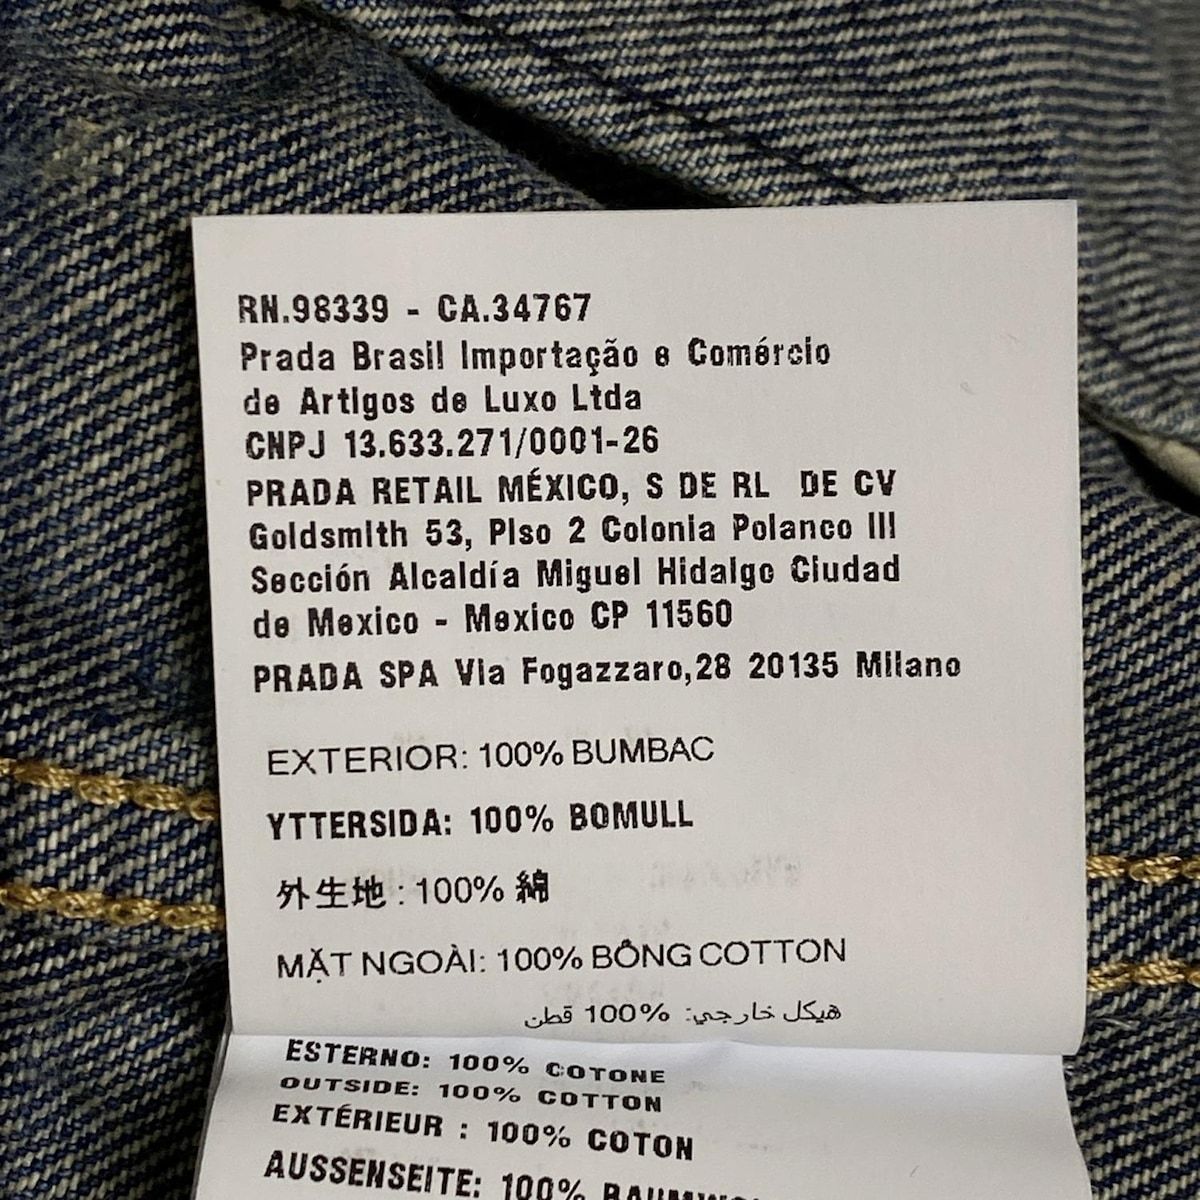 RN.98339 - CA.34767
Prada Brasil Importação e Comércio
de Artigos de Luxo Ltda
CNPJ 13.633.271/0001-26
PRADA RETAIL MÉXICO, S DE RL DE CV
Goldsmith 53, Piso 2 Colonia Polanco III
Sección Alcaldía Miguel Hidalgo Ciudad
de Mexico - Mexico CP 11560
PRADA SPA Via Fogazzaro,28 20135 Milano
EXTERIOR: 100% BUMBAC
YTTERSIDA: 100% BOMULL
外生地 : 100% 綿
MẶT NGOÀI: 100% BÔNG COTTON
هيكل خارجي: 100% قطن
ESTERNO: 100% COTONE
OUTSIDE: 100% COTTON
EXTÉRIEUR : 100% COTON
AUSSENSEITE: 100%